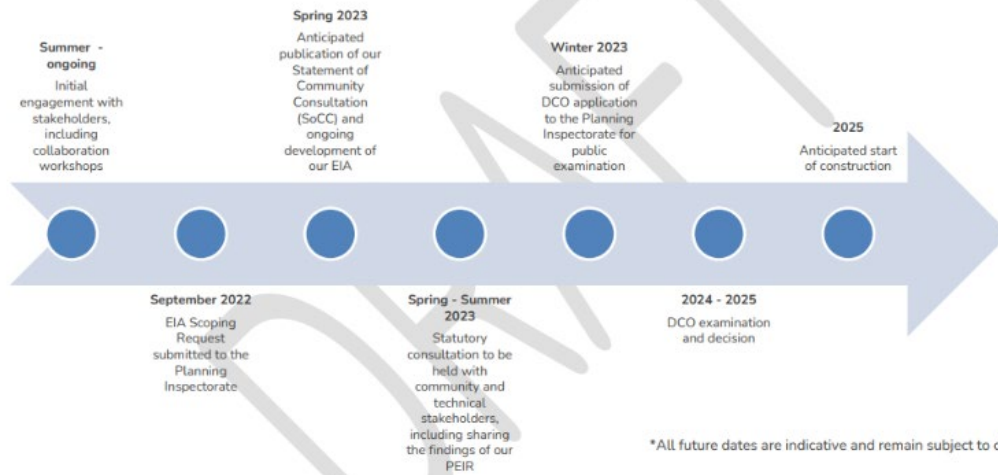 Summer -
ongoing
Initial
engagement with
stakeholders,
including
collaboration
workshops
September 2022
EIA Scoping
Request
submitted to the
Planning
Inspectorate
Spring 2023
Anticipated
publication of our
Statement of
Community
Consultation
(SoCC) and
ongoing
development of
our EIA
Spring - Summer
2023
Statutory
consultation to be
held with
community and
technical
stakeholders,
including sharing
the findings of our
PEIR
Winter 2023
Anticipated
submission of
DCO application
to the Planning
Inspectorate for
public
examination
2024 - 2025
DCO examination
and decision
2025
Anticipated start
of construction
*All future dates are indicative and remain subject to
DRAFT